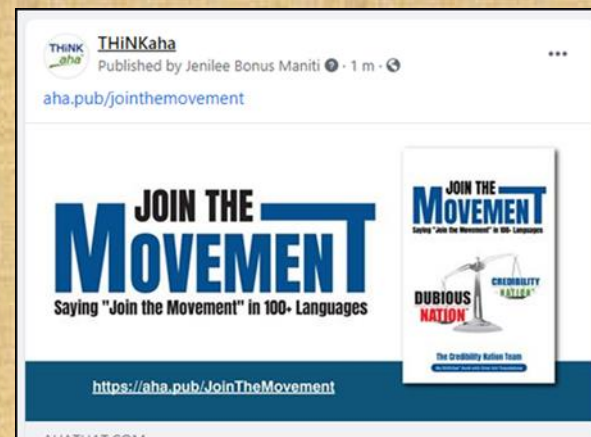 THiNK
aha
THiNKaha
Published by Jenilee Bonus Maniti · 1 m ·
aha.pub/jointhemovement
JOIN THE
MOVEMENT
Saying "Join the Movement" in 100+ Languages
https://aha.pub/JoinTheMovement
JOIN THE
MOVEMENT
Saying "Join the Movement" in 100+ Languages
DUBIOUS
NATION
CREDIBILITY
NATION
The Credibility Nation Team